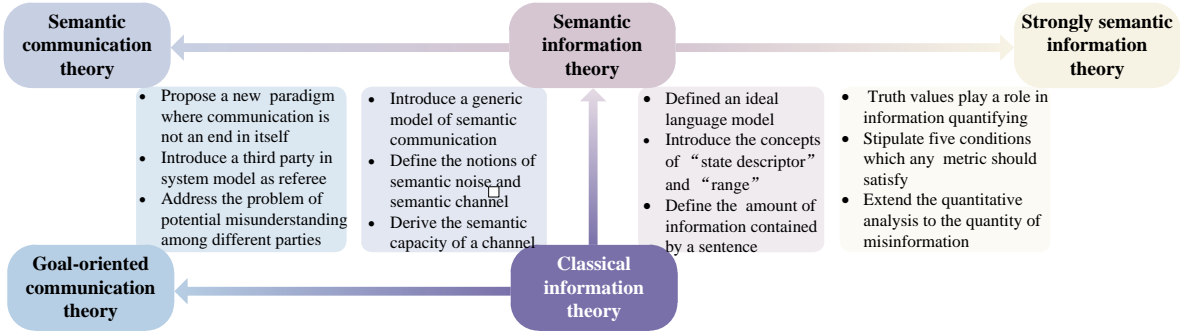 Semantic
communication
theory
Semantic
information
theory
Strongly semantic
information
theory
• Propose a new paradigm
where communication is
not an end in itself
• Introduce a third party in
system model as referee
• Address the problem of
potential misunderstanding
among different parties
• Introduce a generic
model of semantic
communication
• Define the notions of
semantic noise and
semantic channel
• Derive the semantic
capacity of a channel
• Defined an ideal
language model
• Introduce the concepts
of “state descriptor”
and “range”
• Define the amount of
information contained
by a sentence
• Truth values play a role in
information quantifying
• Stipulate five conditions
which any metric should
satisfy
• Extend the quantitative
analysis to the quantity of
misinformation
Goal-oriented
communication
theory
Classical
information
theory